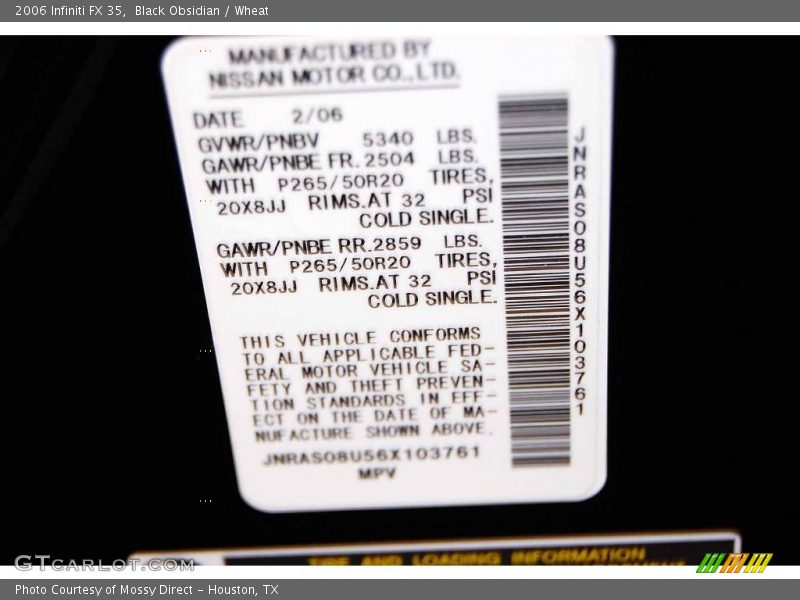 2006 Infiniti FX 35, Black Obsidian / Wheat
MANUFACTURED BY
NISSAN MOTOR CO., LTD.
DATE 2/06
GVWR/PNBV 5340 LBS.
GAWR/PNBE FR. 2504 LBS.
WITH P265/50R20 TIRES,
20X8JJ RIMS. AT 32 PSI
COLD SINGLE.
GAWR/PNBE RR. 2859 LBS.
WITH P265/50R20 TIRES,
20X8JJ RIMS. AT 32 PSI
COLD SINGLE.
THIS VEHICLE CONFORMS
TO ALL APPLICABLE FED-
ERAL MOTOR VEHICLE SA-
FETY AND THEFT PREVEN-
TION STANDARDS IN EFF-
ECT ON THE DATE OF MA-
NUFACTURE SHOWN ABOVE.
JNRAS08U56X103761
MPV
JNRAS08U56X103761
TIRE AND LOADING INFORMATION
GTCARLOT.COM
Photo Courtesy of Mossy Direct - Houston, TX